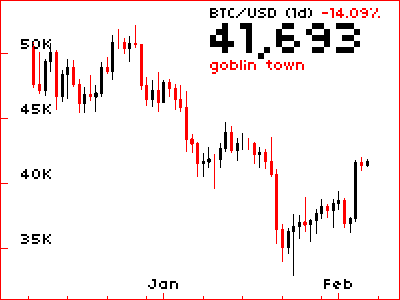 BTC/USD (1d) -14.09%
41,693
goblin town
50K
45K
40K
35K
Jan Feb